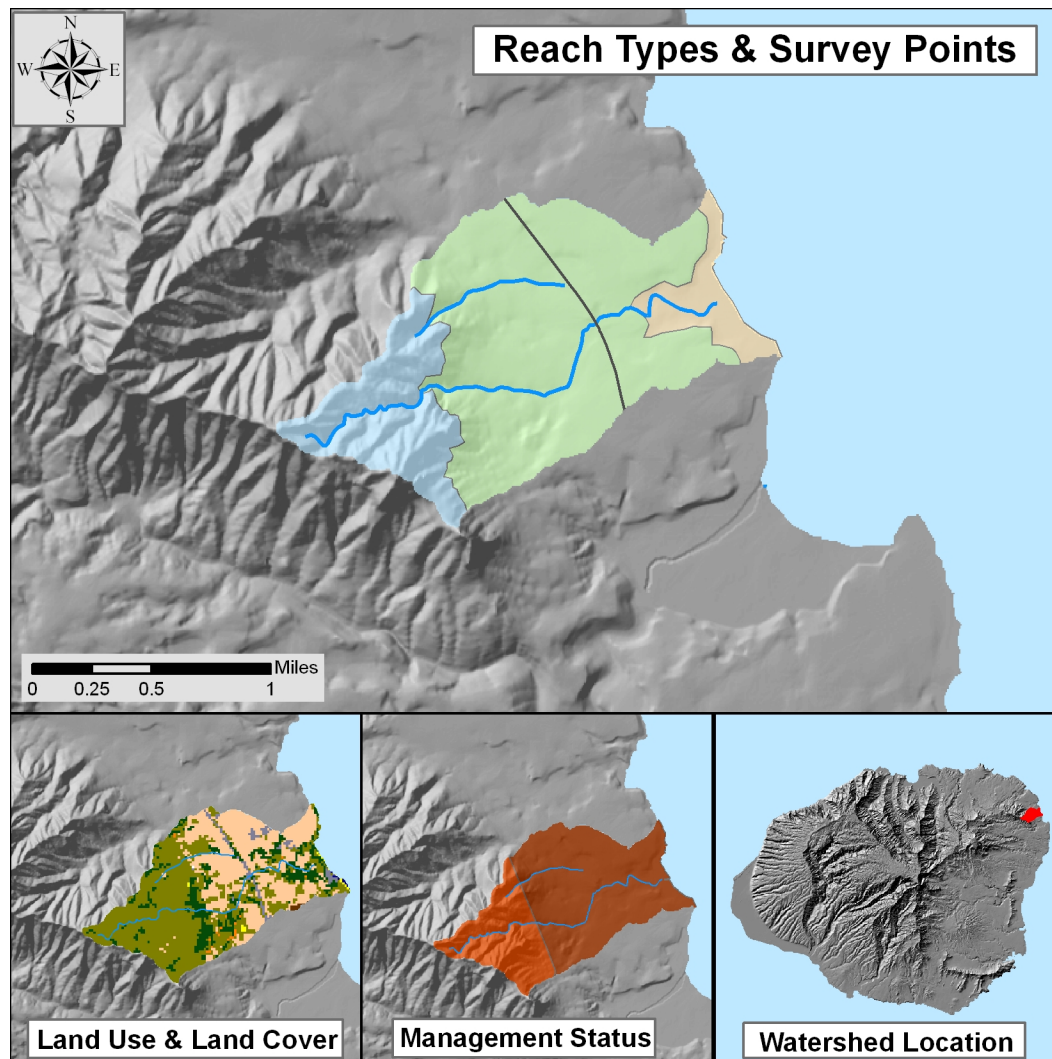 N
W E
S
Reach Types & Survey Points
Miles
0 0.25 0.5 1
Land Use & Land Cover
Management Status
Watershed Location